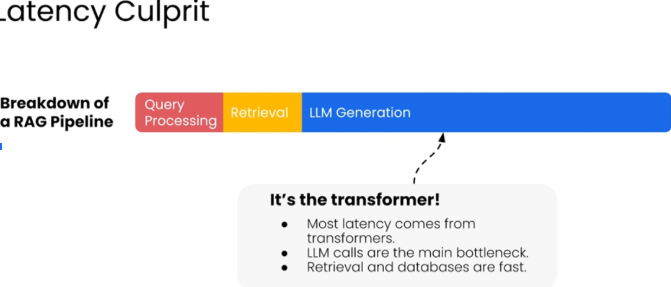 Latency Culprit
Breakdown of
a RAG Pipeline
Query
Processing
Retrieval
LLM Generation
It's the transformer!
● Most latency comes from
transformers.
● LLM calls are the main bottleneck.
● Retrieval and databases are fast.